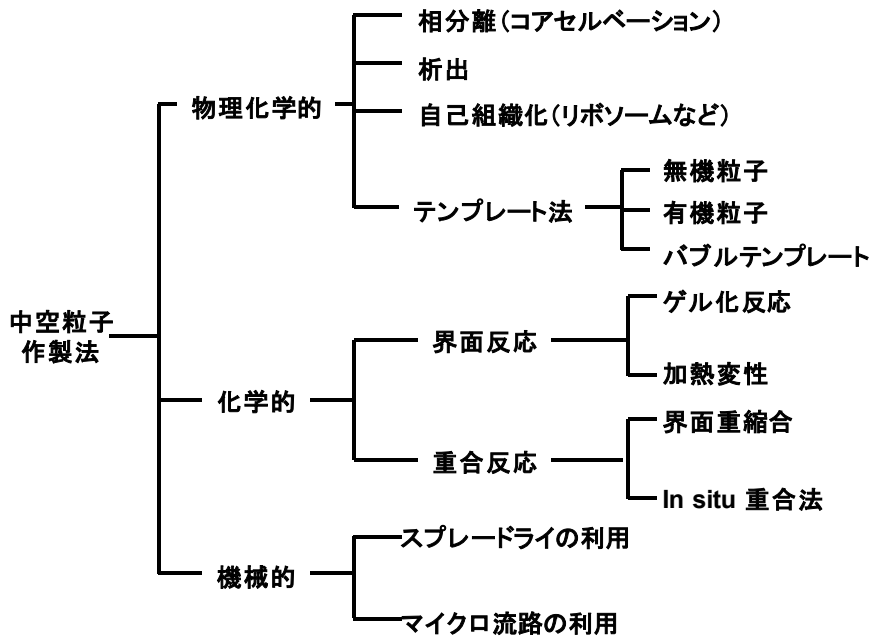 中空粒子
作製法
物理化学的
相分離（コアセルベーション）
析出
自己組織化（リボソームなど）
テンプレート法
無機粒子
有機粒子
バブルテンプレート
化学的
界面反応
ゲル化反応
加熱変性
重合反応
界面重縮合
In situ 重合法
機械的
スプレードライの利用
マイクロ流路の利用